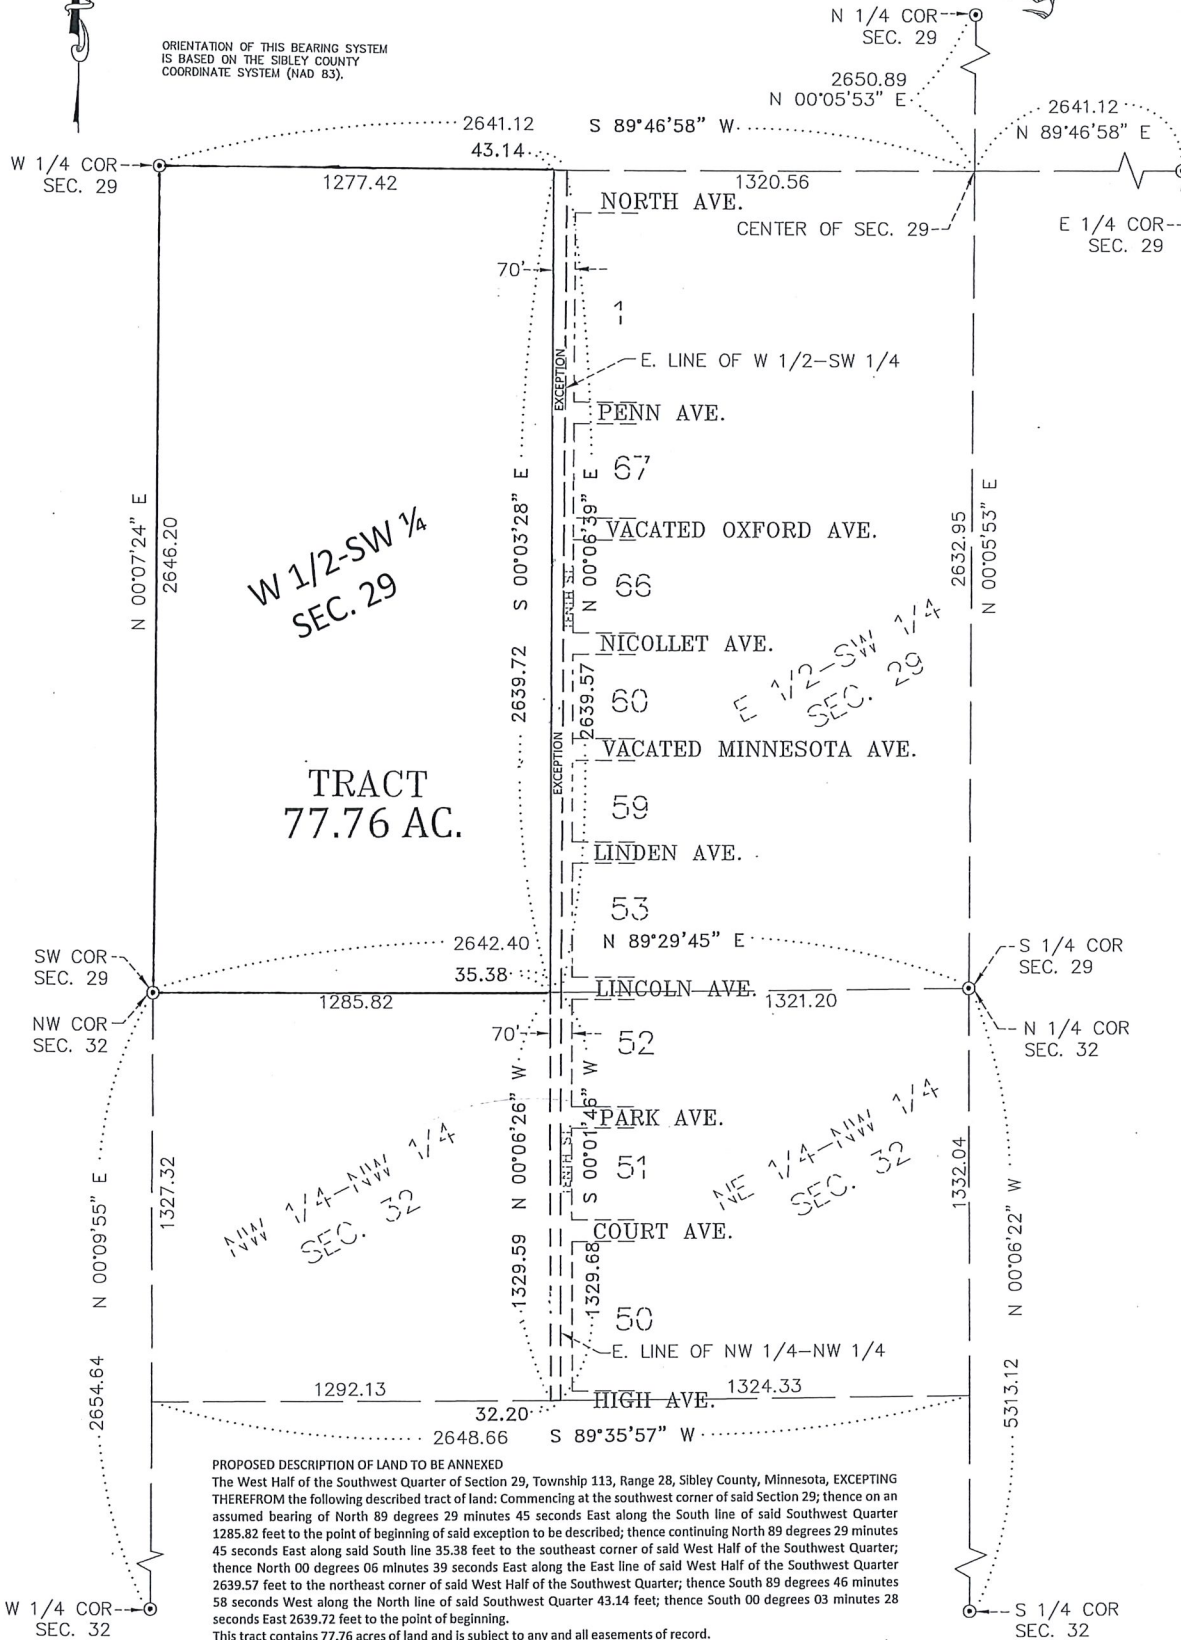 N 1/4 COR
SEC. 29
ORIENTATION OF THIS BEARING SYSTEM
IS BASED ON THE SIBLEY COUNTY
COORDINATE SYSTEM (NAD 83).
2650.89
N 00°05'53" E
2641.12
N 89°46'58" E
2641.12
S 89°46'58" W
43.14
W 1/4 COR
SEC. 29
1277.42
1320.56
NORTH AVE.
CENTER OF SEC. 29
E 1/4 COR
SEC. 29
70'
1
EXCEPTION
E. LINE OF W 1/2-SW 1/4
PENN AVE.
67
N 00°07'24" E
2646.20
W 1/2-SW ¼
SEC. 29
S 00°03'28" E
2639.72
N 00°06'39" E
2639.57
VACATED OXFORD AVE.
2632.95
N 00°05'53" E
TENTH ST.
66
NICOLLET AVE.
E 1/2-SW 1/4
SEC. 29
60
EXCEPTION
VACATED MINNESOTA AVE.
TRACT
77.76 AC.
59
LINDEN AVE.
53
2642.40
N 89°29'45" E
35.38
SW COR
SEC. 29
S 1/4 COR
SEC. 29
1285.82
LINCOLN AVE.
1321.20
NW COR
SEC. 32
N 1/4 COR
SEC. 32
70'
52
PARK AVE.
N 00°06'26" W
1329.59
S 00°01'46" W
1329.68
NW 1/4-NW 1/4
SEC. 32
NE 1/4-NW 1/4
SEC. 32
TENTH ST.
51
N 00°09'55" E
2654.64
1327.32
1332.04
N 00°06'22" W
5313.12
COURT AVE.
50
E. LINE OF NW 1/4-NW 1/4
1292.13
1324.33
HIGH AVE.
32.20
2648.66
S 89°35'57" W
PROPOSED DESCRIPTION OF LAND TO BE ANNEXED
The West Half of the Southwest Quarter of Section 29, Township 113, Range 28, Sibley County, Minnesota, EXCEPTING
THEREFROM the following described tract of land: Commencing at the southwest corner of said Section 29; thence on an
assumed bearing of North 89 degrees 29 minutes 45 seconds East along the South line of said Southwest Quarter
1285.82 feet to the point of beginning of said exception to be described; thence continuing North 89 degrees 29 minutes
45 seconds East along said South line 35.38 feet to the southeast corner of said West Half of the Southwest Quarter;
thence North 00 degrees 06 minutes 39 seconds East along the East line of said West Half of the Southwest Quarter
2639.57 feet to the northeast corner of said West Half of the Southwest Quarter; thence South 89 degrees 46 minutes
58 seconds West along the North line of said Southwest Quarter 43.14 feet; thence South 00 degrees 03 minutes 28
seconds East 2639.72 feet to the point of beginning.
This tract contains 77.76 acres of land and is subject to any and all easements of record.
W 1/4 COR
SEC. 32
S 1/4 COR
SEC. 32